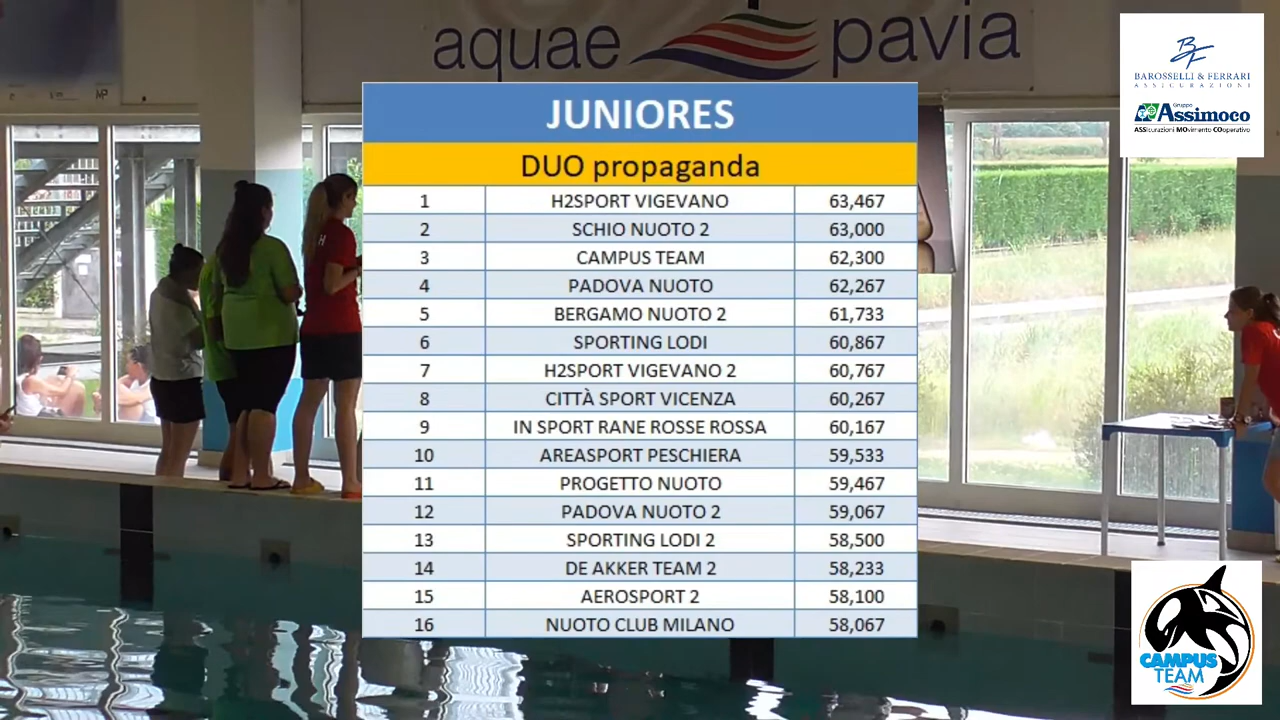 aquae pavia
BF
BAROSSELLI & FERRARI
ASSICURAZIONI
Gruppo
Assimoco
ASSIcurazioni MOvimento COoperativo
JUNIORES
DUO propaganda
1 H2SPORT VIGEVANO 63,467
2 SCHIO NUOTO 2 63,000
3 CAMPUS TEAM 62,300
4 PADOVA NUOTO 62,267
5 BERGAMO NUOTO 2 61,733
6 SPORTING LODI 60,867
7 H2SPORT VIGEVANO 2 60,767
8 CITTÀ SPORT VICENZA 60,267
9 IN SPORT RANE ROSSE ROSSA 60,167
10 AREASPORT PESCHIERA 59,533
11 PROGETTO NUOTO 59,467
12 PADOVA NUOTO 2 59,067
13 SPORTING LODI 2 58,500
14 DE AKKER TEAM 2 58,233
15 AEROSPORT 2 58,100
16 NUOTO CLUB MILANO 58,067
CAMPUS
TEAM